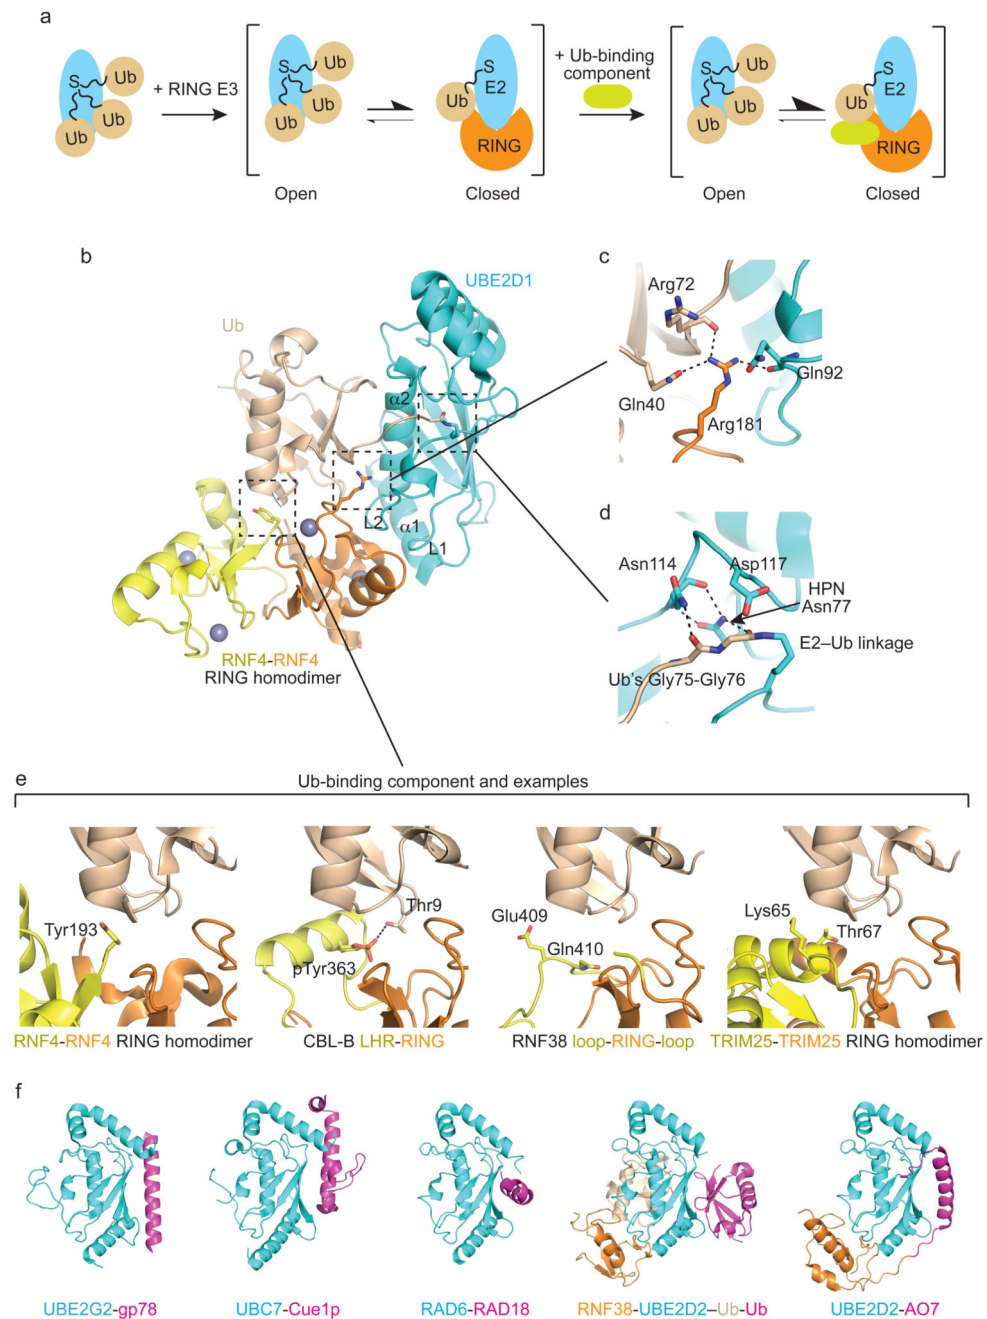 a
S
Ub
Ub
Ub
+ RING E3
S
Ub
Ub
Ub
Open
S
E2
Ub
RING
Closed
+ Ub-binding
component
S
Ub
Ub
Ub
Open
S
E2
Ub
RING
Closed
b
UBE2D1
Ub
α2
L2
α1
L1
RNF4-RNF4
RING homodimer
c
Arg72
Gln92
Gln40
Arg181
d
Asn114
Asp117
HPN
Asn77
E2–Ub linkage
Ub's Gly75-Gly76
e
Ub-binding component and examples
Tyr193
RNF4-RNF4 RING homodimer
Thr9
pTyr363
CBL-B LHR-RING
Glu409
Gln410
RNF38 loop-RING-loop
Lys65
Thr67
TRIM25-TRIM25 RING homodimer
f
UBE2G2-gp78
UBC7-Cue1p
RAD6-RAD18
RNF38-UBE2D2–Ub-Ub
UBE2D2-AO7